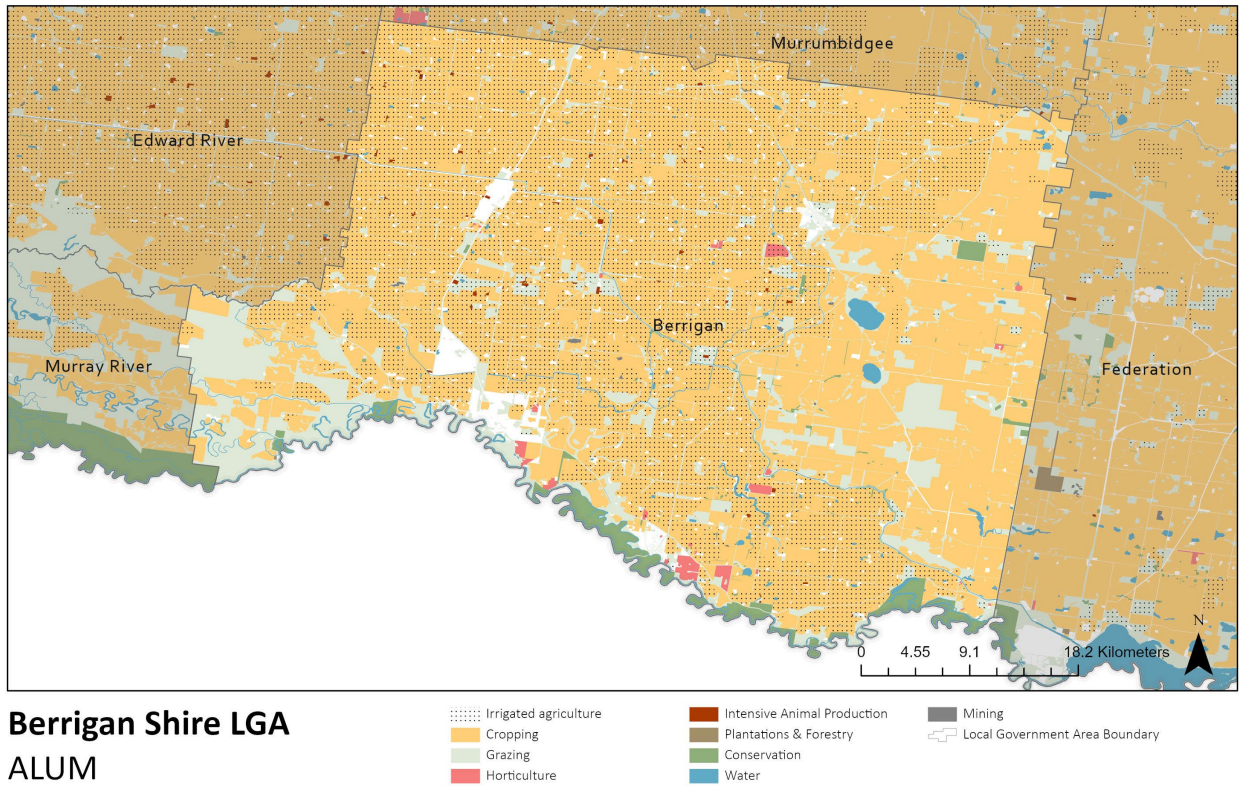 Murrumbidgee
Edward River
Berrigan
Murray River
Federation
N
0 4.55 9.1 18.2 Kilometers
Berrigan Shire LGA
ALUM
Irrigated agriculture
Cropping
Grazing
Horticulture
Intensive Animal Production
Plantations & Forestry
Conservation
Water
Mining
Local Government Area Boundary